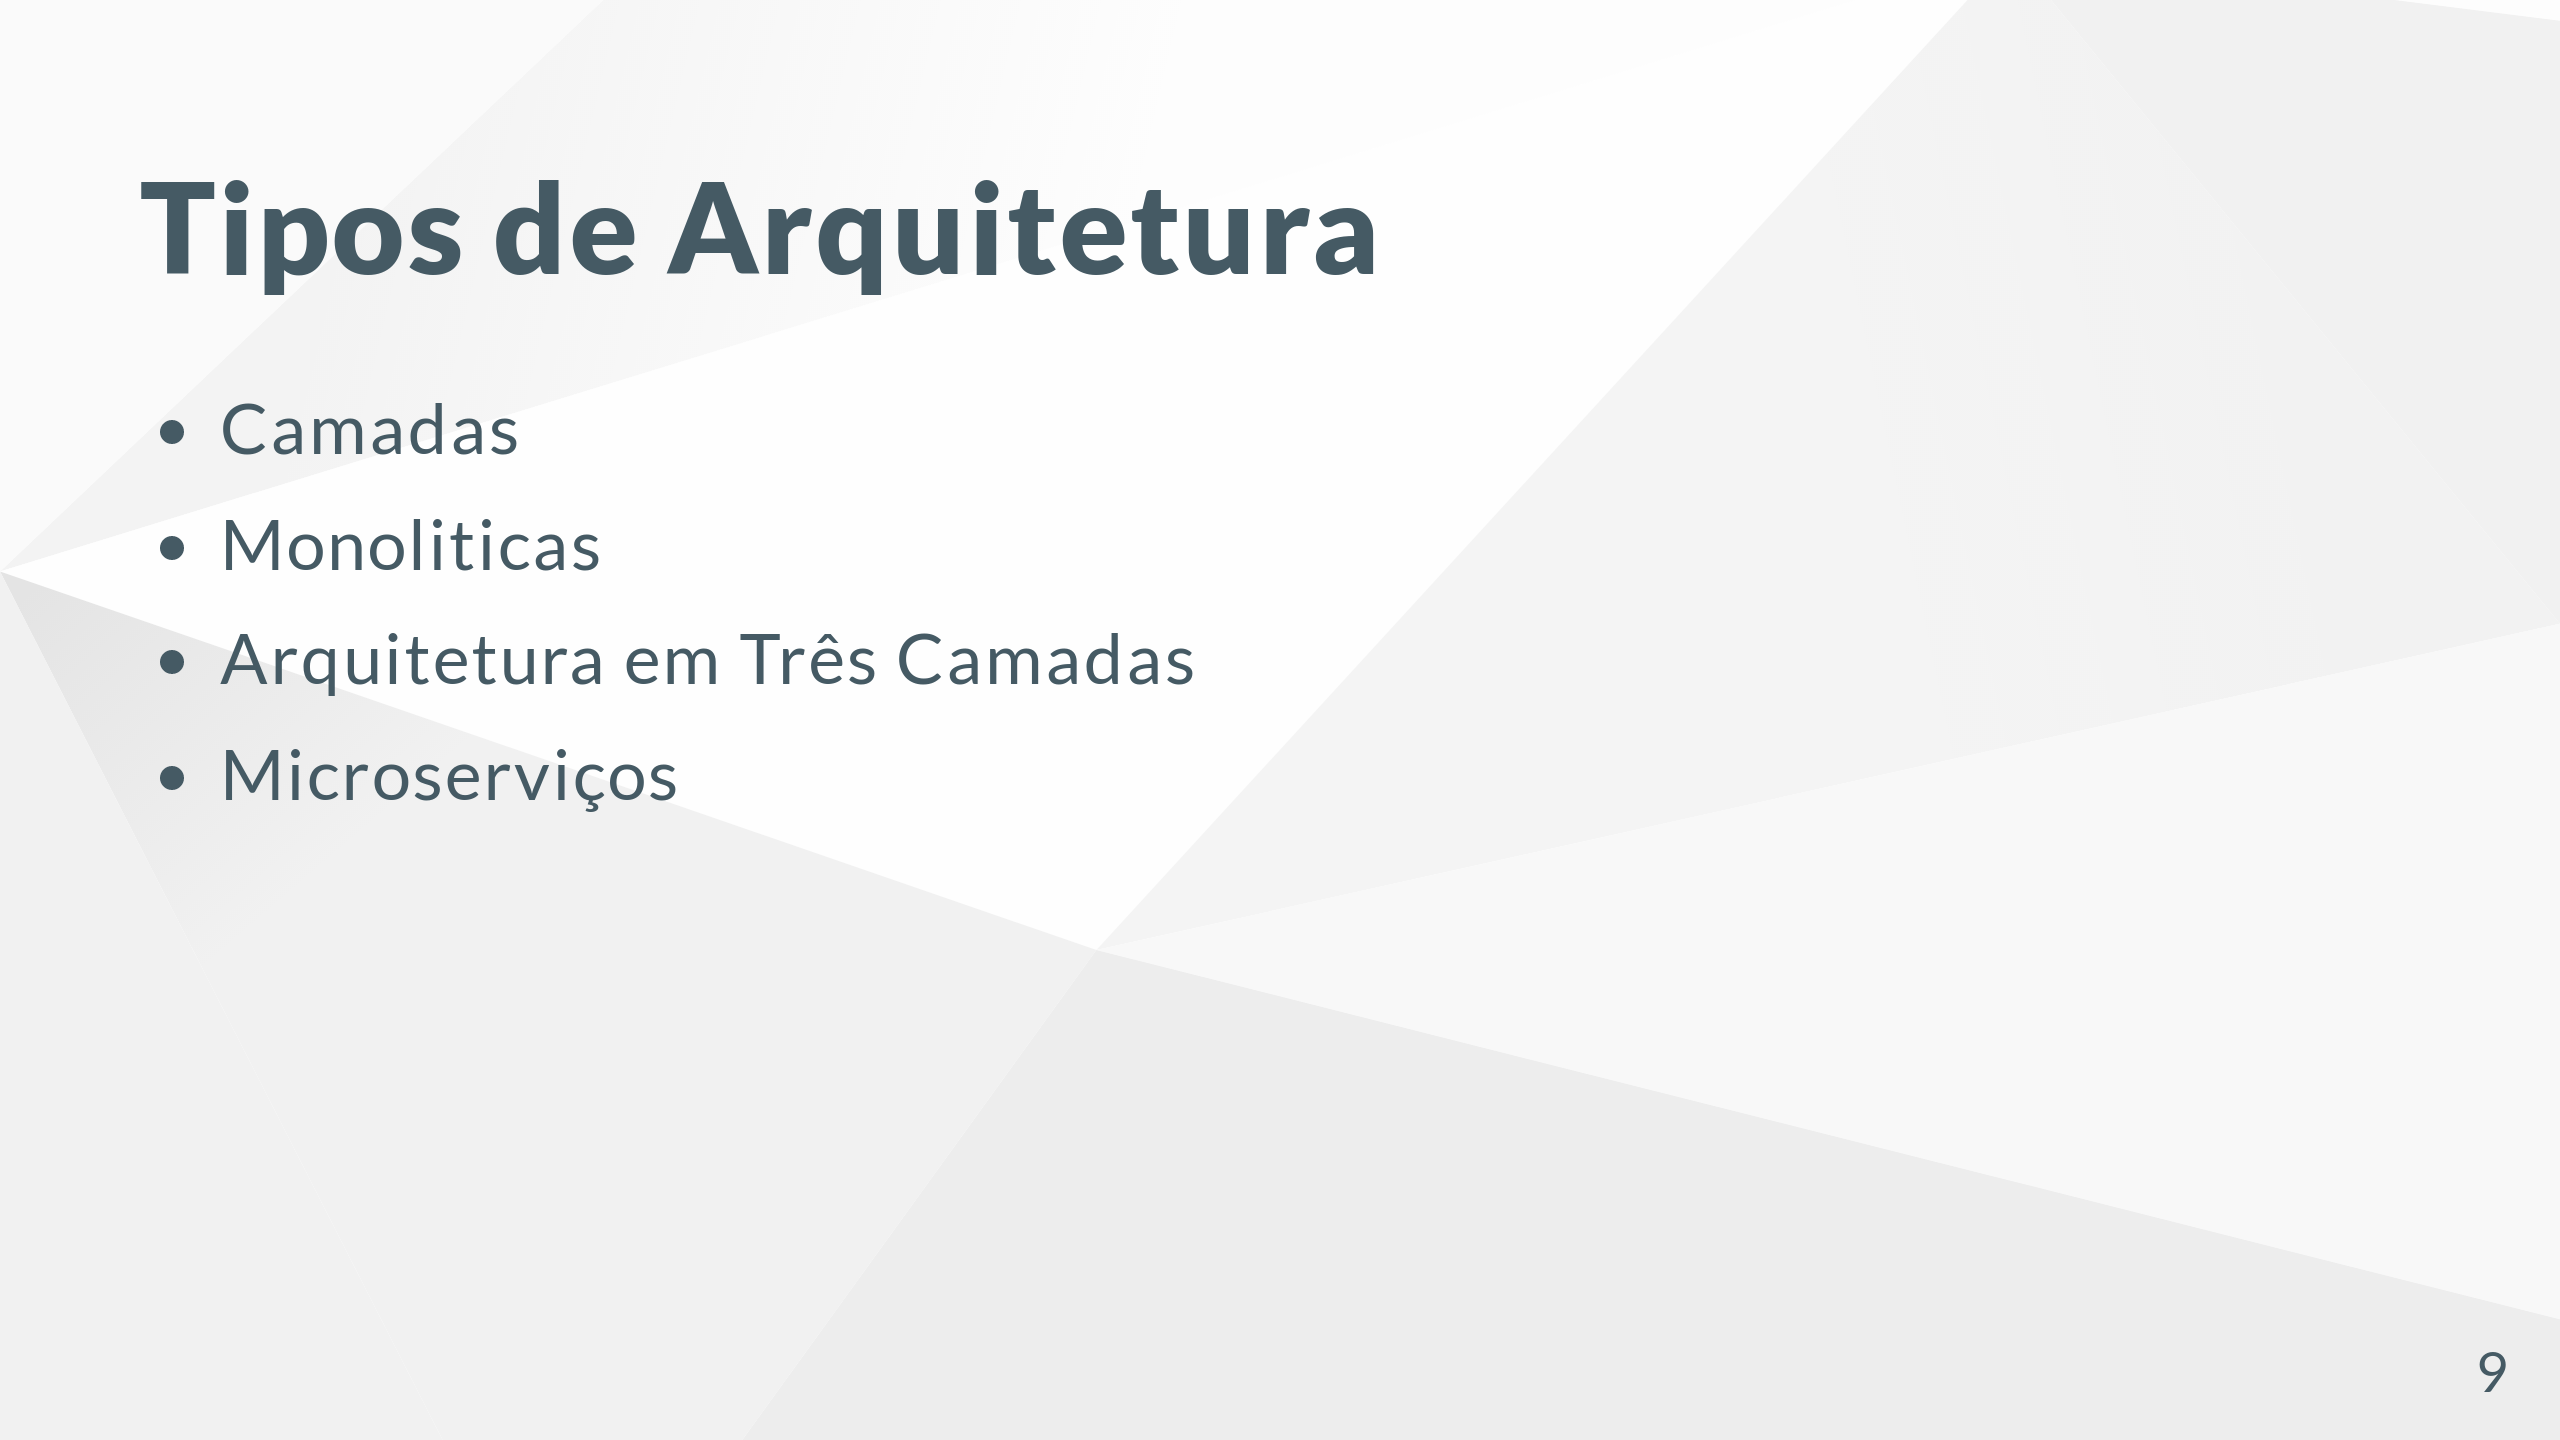 Tipos de Arquitetura
• Camadas
• Monoliticas
• Arquitetura em Três Camadas
• Microserviços
9